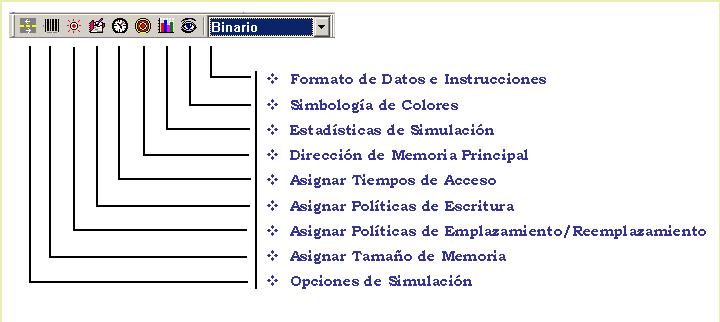 Binario
Formato de Datos e Instrucciones
Simbología de Colores
Estadísticas de Simulación
Dirección de Memoria Principal
Asignar Tiempos de Acceso
Asignar Políticas de Escritura
Asignar Políticas de Emplazamiento/Reemplazamiento
Asignar Tamaño de Memoria
Opciones de Simulación